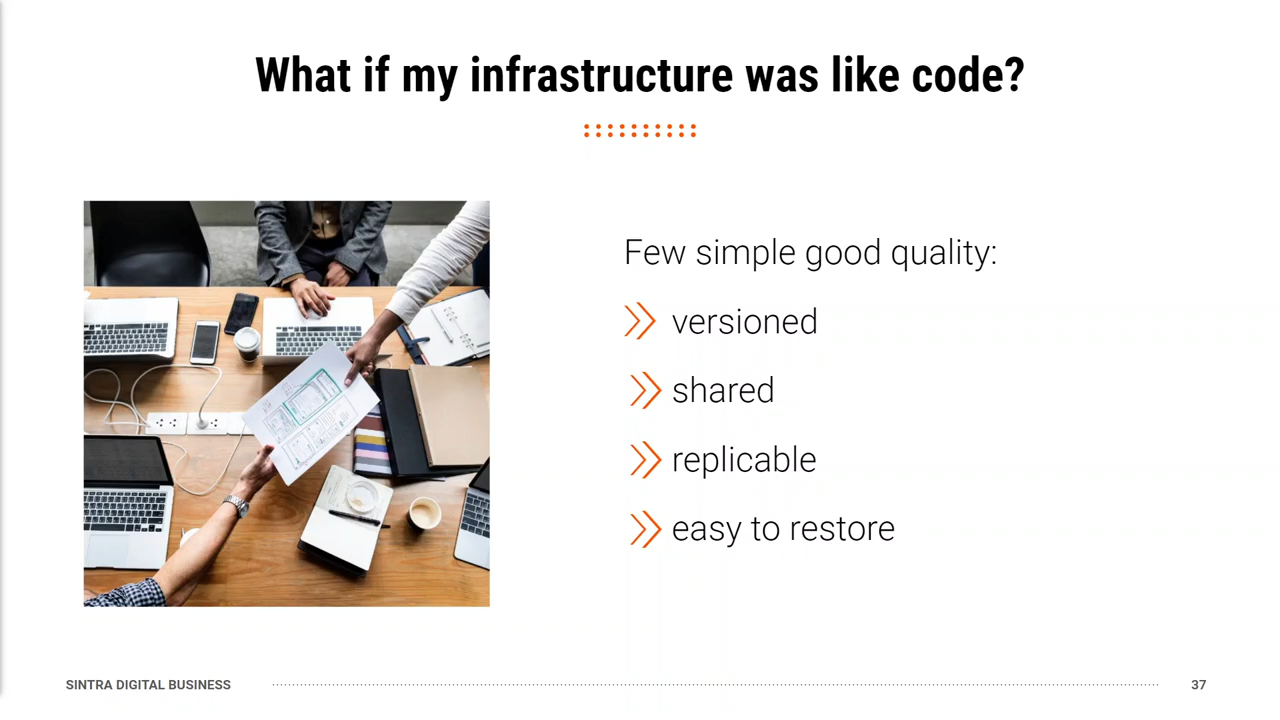 What if my infrastructure was like code?
Few simple good quality:
versioned
shared
replicable
easy to restore
SINTRA DIGITAL BUSINESS
37